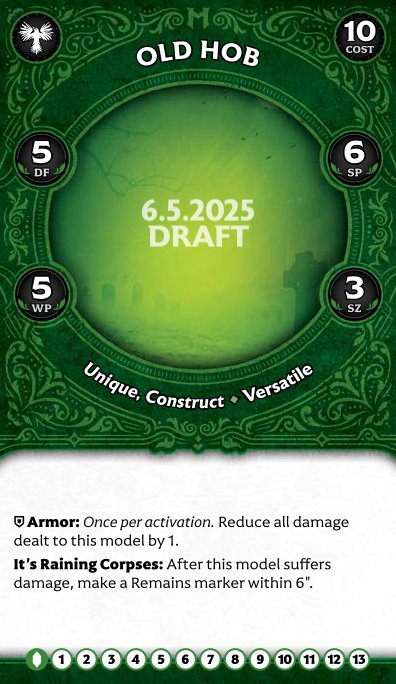 M
10
COST
OLD HOB
5
DF
6
SP
6.5.2025
DRAFT
5
WP
3
SZ
Unique, Construct ◆ Versatile
Armor: Once per activation. Reduce all damage
dealt to this model by 1.
It's Raining Corpses: After this model suffers
damage, make a Remains marker within 6".
1 2 3 4 5 6 7 8 9 10 11 12 13